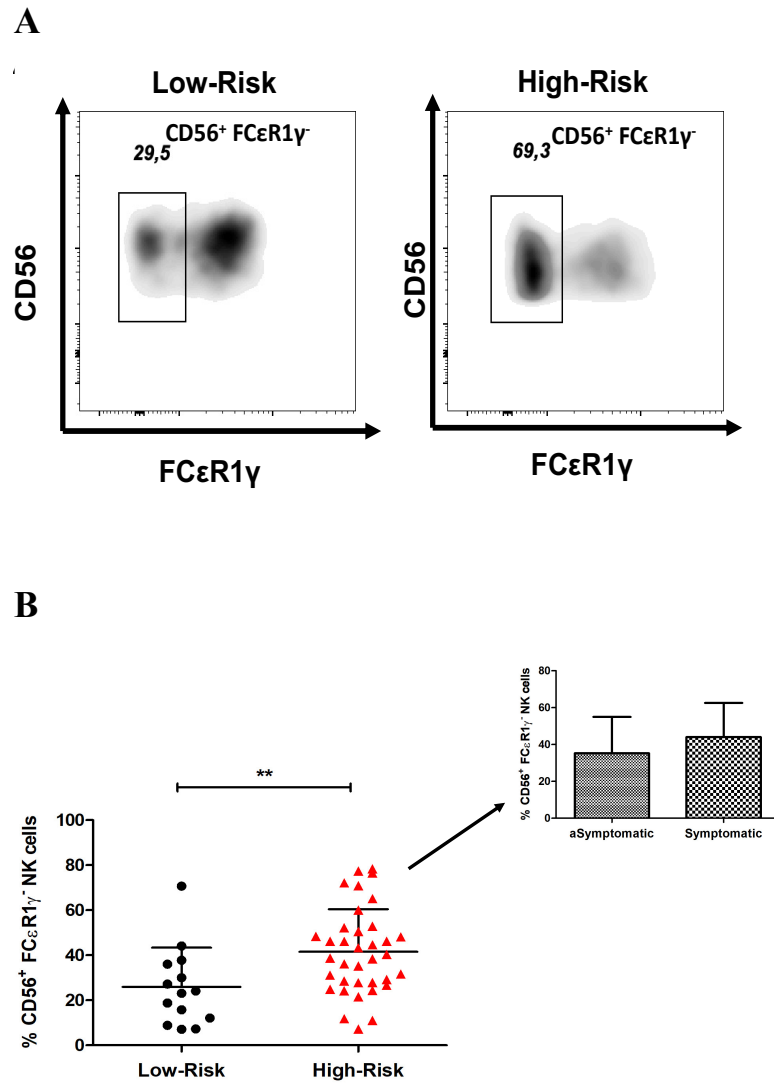 A
Low-Risk
High-Risk
CD56⁺ FCεR1γ⁻
29,5
CD56⁺ FCεR1γ⁻
69,3
CD56
CD56
FCεR1γ
FCεR1γ
B
% CD56⁺ FCεR1γ⁻ NK cells
80
60
40
20
0
aSymptomatic
Symptomatic
**
% CD56⁺ FCεR1γ⁻ NK cells
100
80
60
40
20
0
Low-Risk
High-Risk